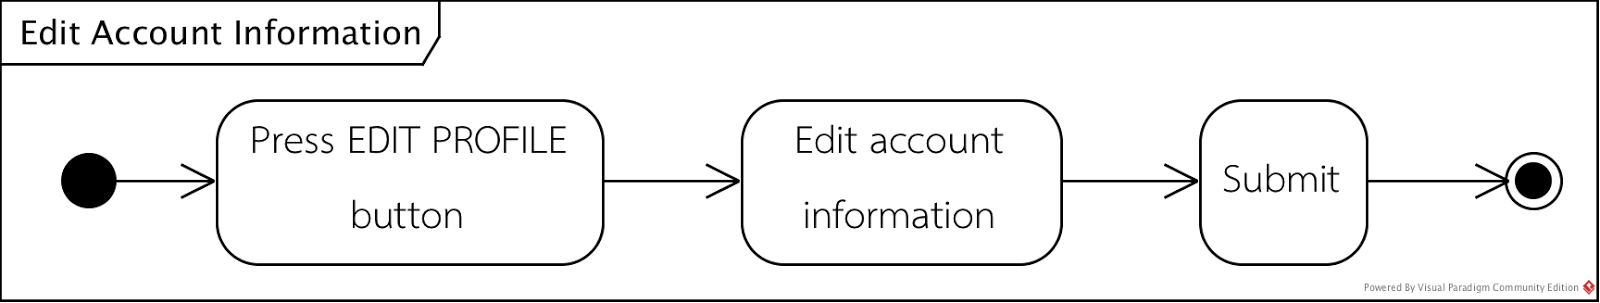 Edit Account Information
Press EDIT PROFILE
button
Edit account
information
Submit
Powered By Visual Paradigm Community Edition